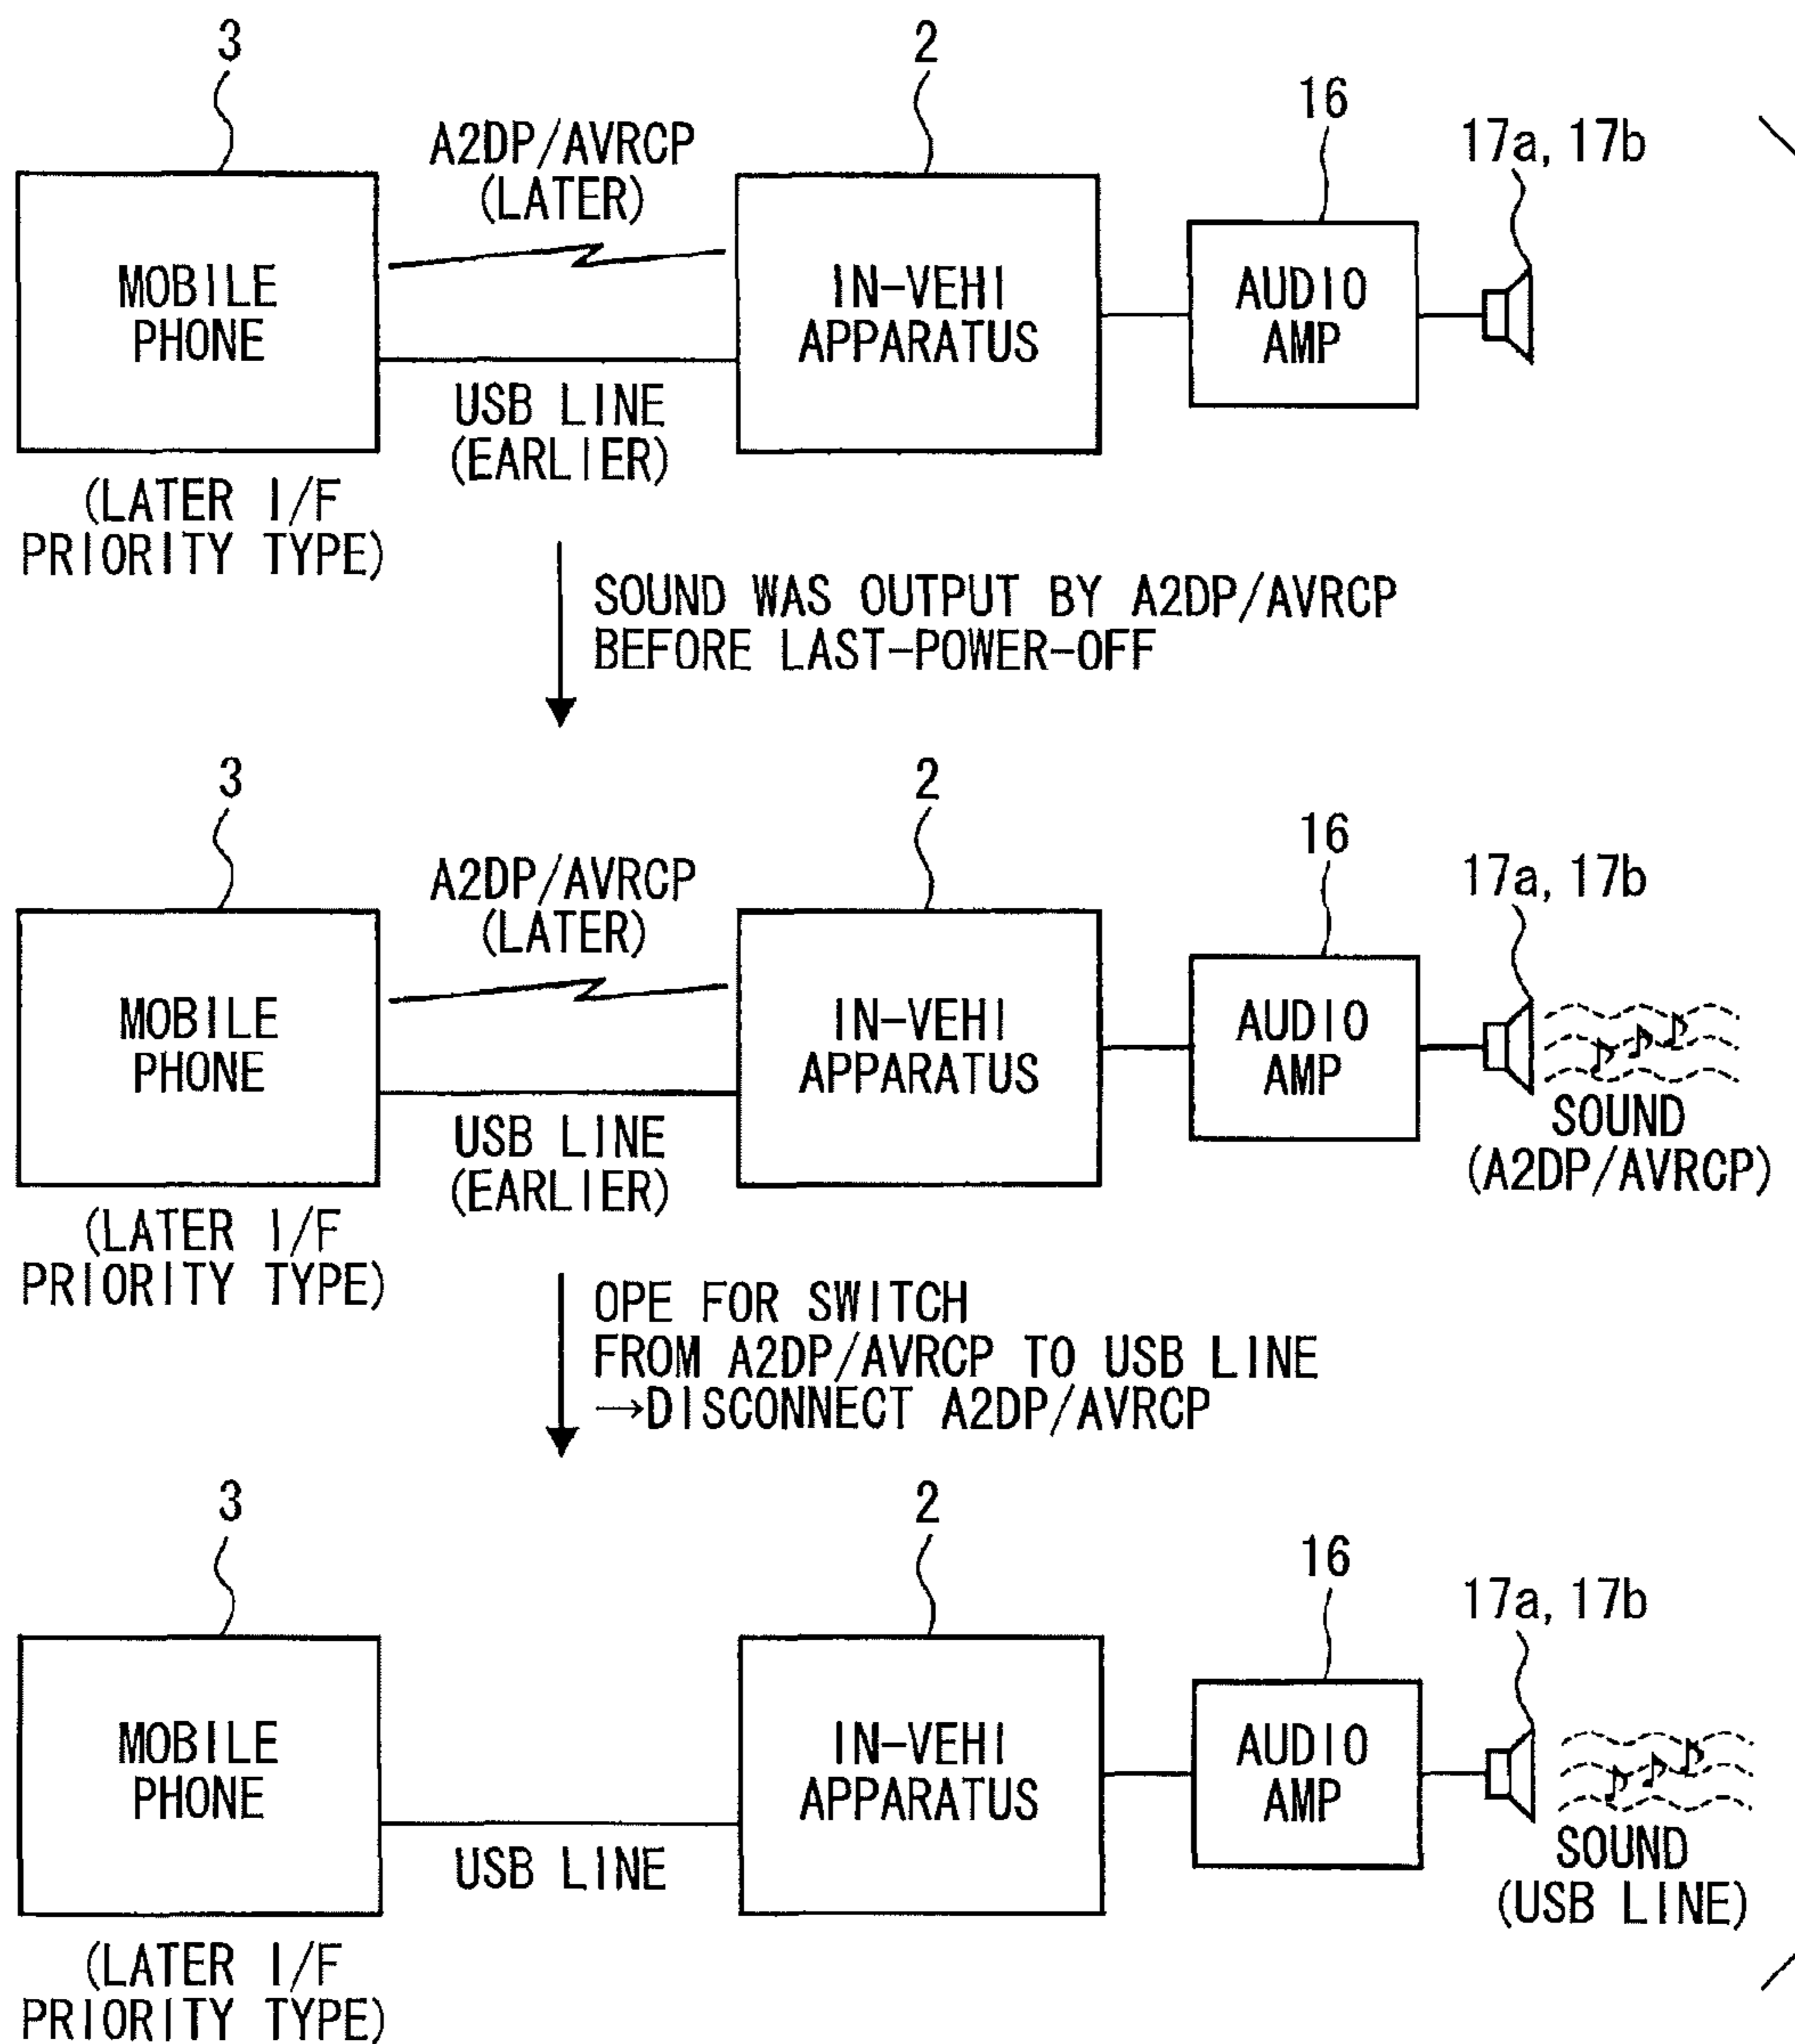 3
2
16
17a, 17b
A2DP/AVRCP
(LATER)
MOBILE
PHONE
IN-VEHI
APPARATUS
AUDIO
AMP
USB LINE
(EARLIER)
(LATER I/F
PRIORITY TYPE)
SOUND WAS OUTPUT BY A2DP/AVRCP
BEFORE LAST-POWER-OFF
3
2
16
17a, 17b
A2DP/AVRCP
(LATER)
MOBILE
PHONE
IN-VEHI
APPARATUS
AUDIO
AMP
SOUND
(A2DP/AVRCP)
USB LINE
(EARLIER)
(LATER I/F
PRIORITY TYPE)
OPE FOR SWITCH
FROM A2DP/AVRCP TO USB LINE
→DISCONNECT A2DP/AVRCP
3
2
16
17a, 17b
MOBILE
PHONE
IN-VEHI
APPARATUS
AUDIO
AMP
USB LINE
SOUND
(USB LINE)
(LATER I/F
PRIORITY TYPE)